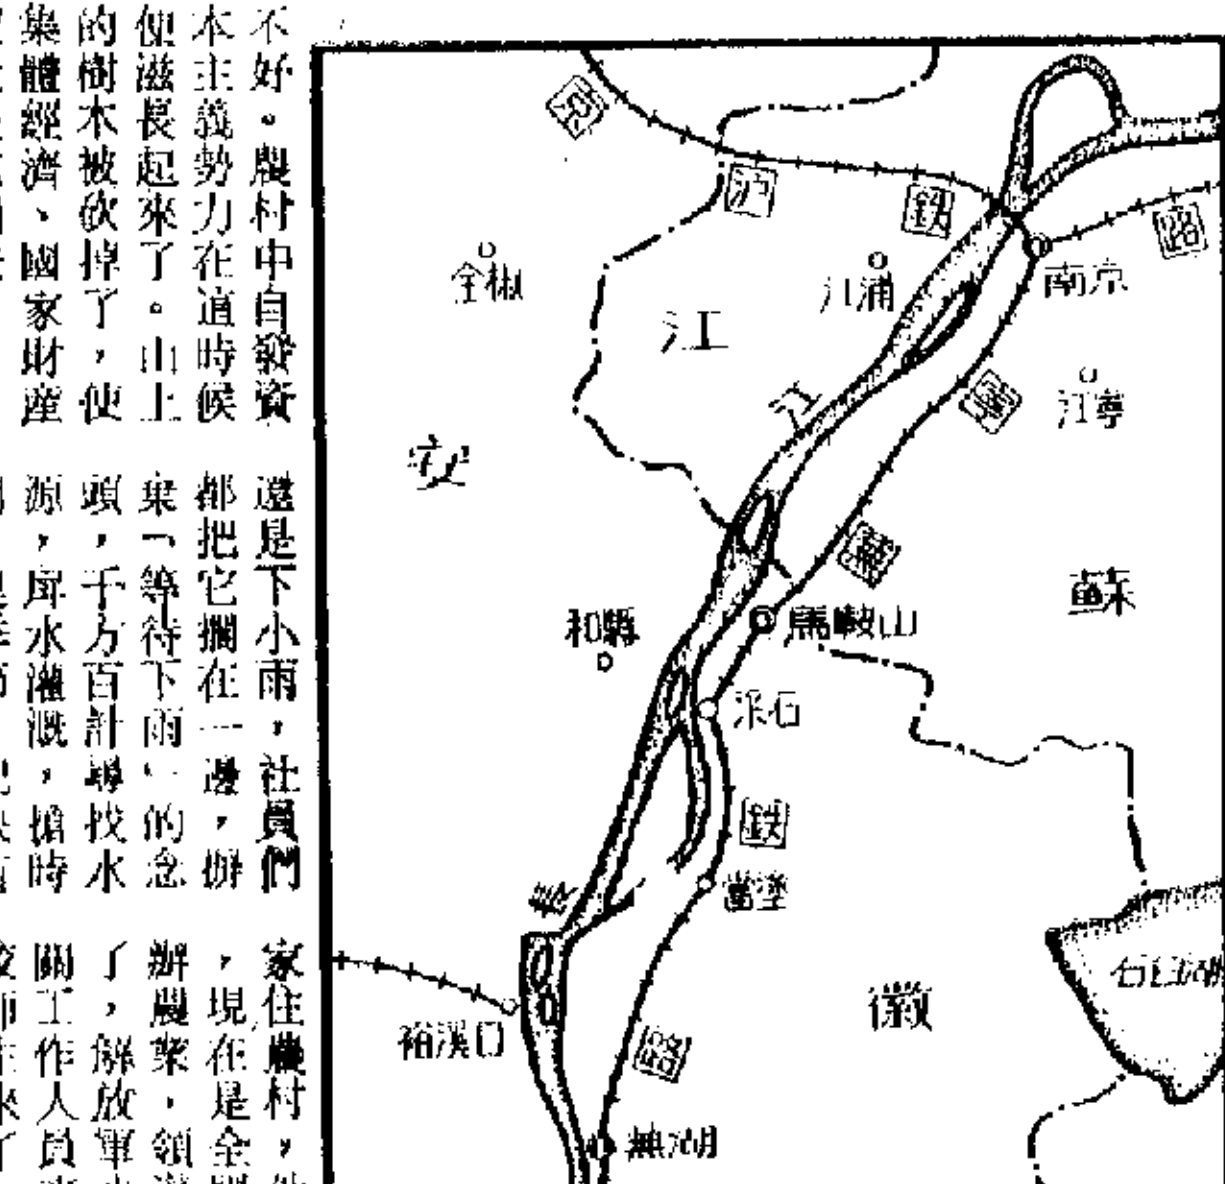 不好。農村中自發資
本主義勢力在這時候
便滋長起來了。山上
的樹木被砍掉了，使
集體經濟、國家財產
還是下小雨，社員們
都把它擱在一邊，辦
棄「等待下雨」的念
頭，千方百計尋找水
源，戽水灌溉，搶時
家住農村，
，現在是全
辦農業，領
了，解放軍
關工作人員
京
沪
鉄
路
全椒
江浦
南京
江
江寧
寧
江
安
蕪
蘇
和縣
馬鞍山
采石
鉄
當塗
長
石臼湖
徽
裕溪口
路
蕪湖